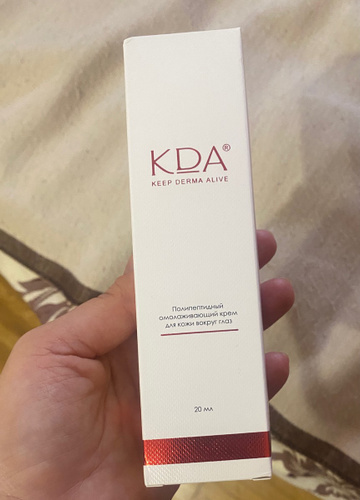 KDA®
KEEP DERMA ALIVE
Полипептидный
омолаживающий крем
для кожи вокруг глаз
20 мл